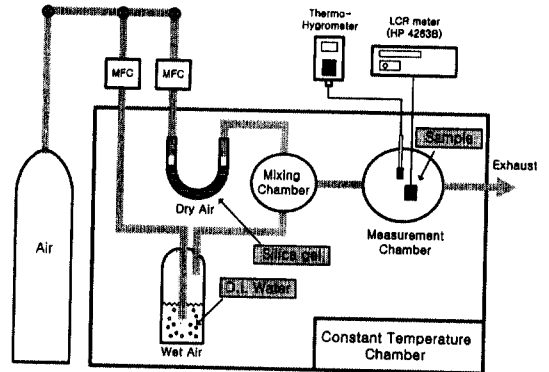 Thermo-
Hygrometer
LCR meter
(HP 4263B)
MFC
MFC
Sample
Exhaust
Mixing
Chamber
Dry Air
Measurement
Chamber
Air
Silica gel
D.I. Water
Wet Air
Constant Temperature
Chamber